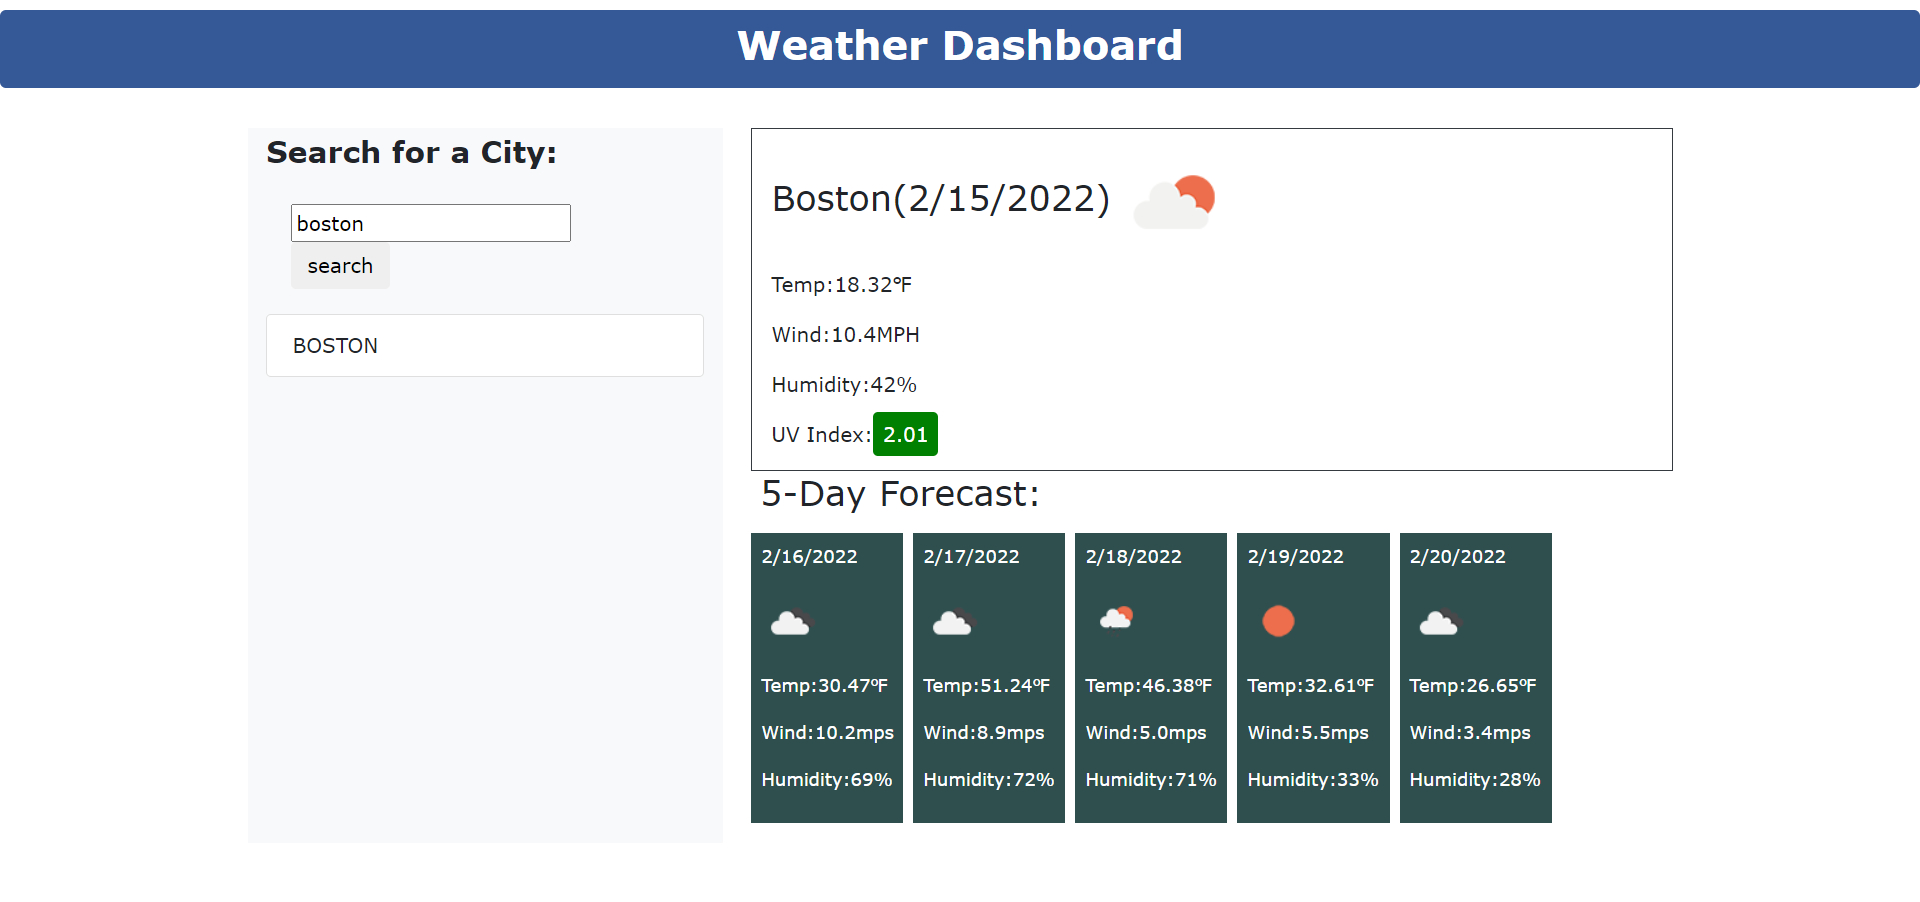 Weather Dashboard
Search for a City:
boston
search
BOSTON
Boston(2/15/2022)
Temp:18.32°F
Wind:10.4MPH
Humidity:42%
UV Index: 2.01
5-Day Forecast:
2/16/2022
Temp:30.47°F
Wind:10.2mps
Humidity:69%
2/17/2022
Temp:51.24°F
Wind:8.9mps
Humidity:72%
2/18/2022
Temp:46.38°F
Wind:5.0mps
Humidity:71%
2/19/2022
Temp:32.61°F
Wind:5.5mps
Humidity:33%
2/20/2022
Temp:26.65°F
Wind:3.4mps
Humidity:28%